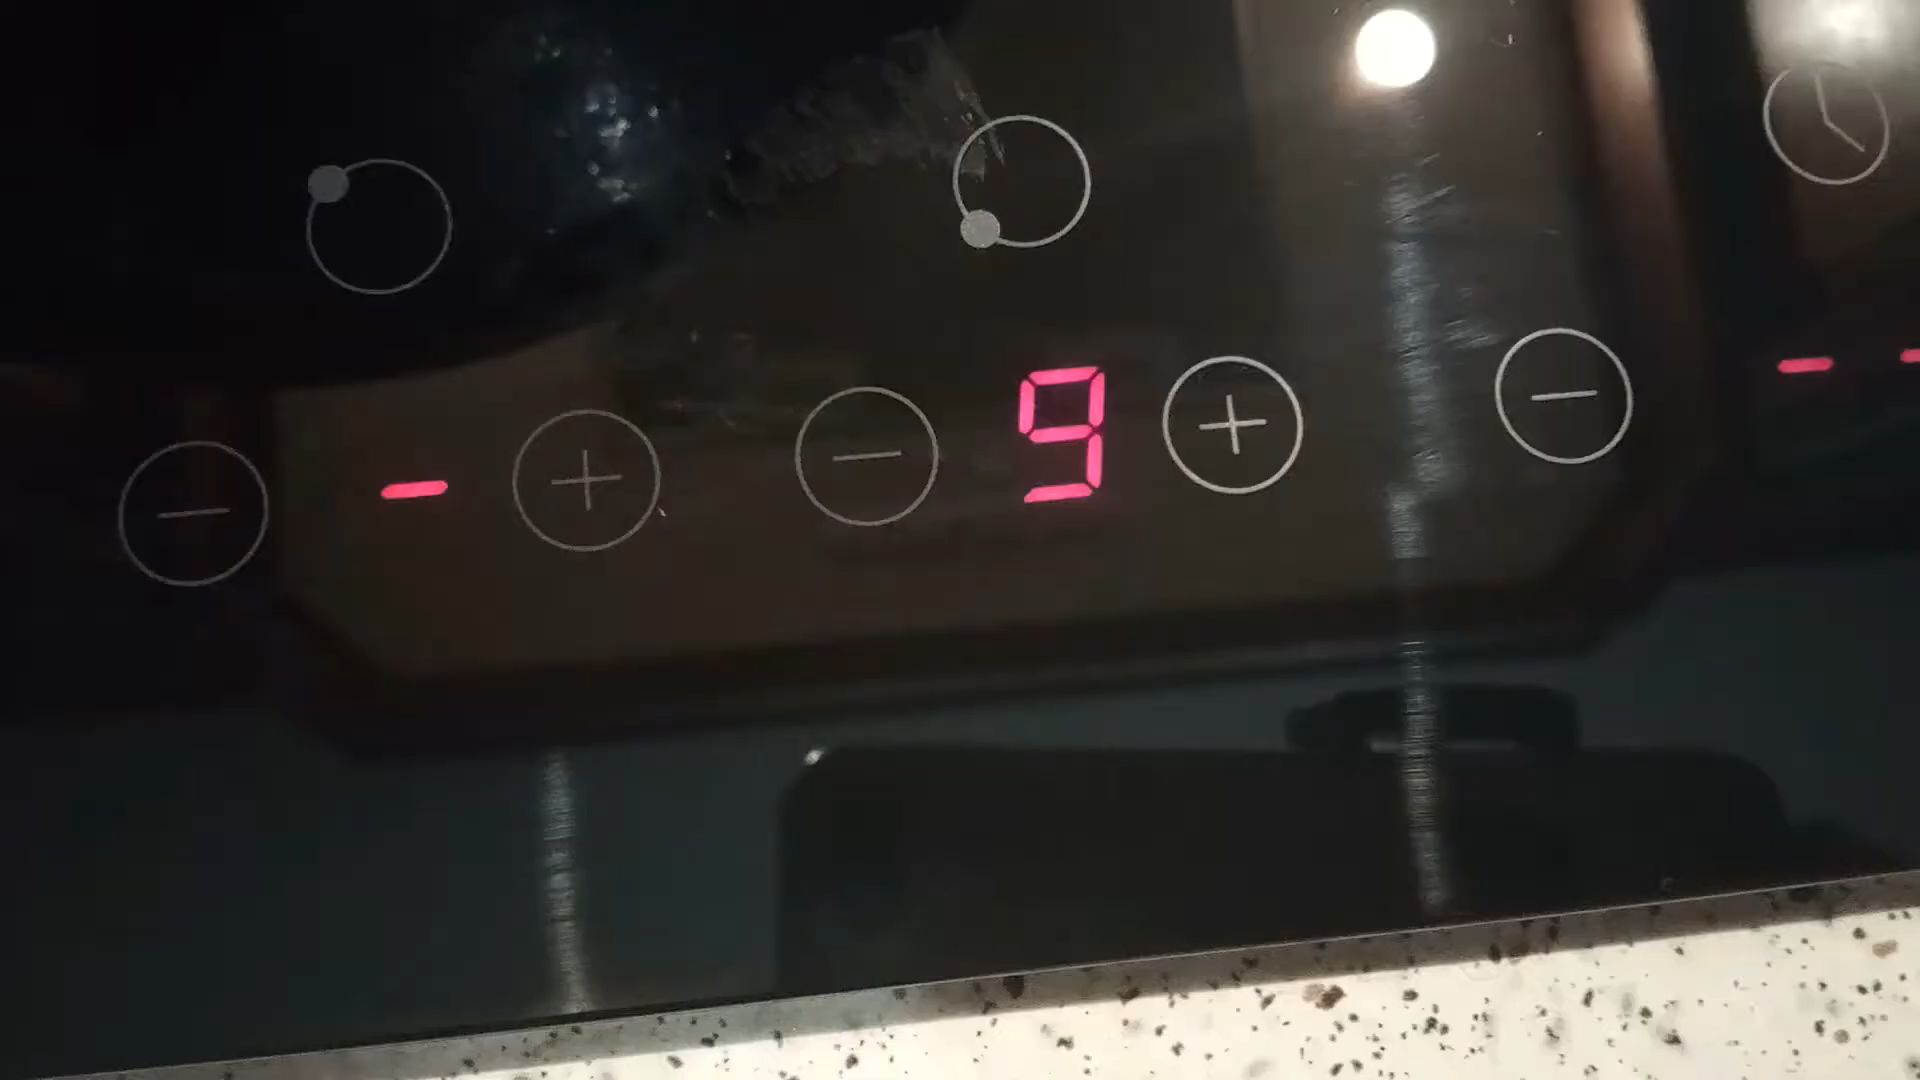 − - + − 9 + − - -